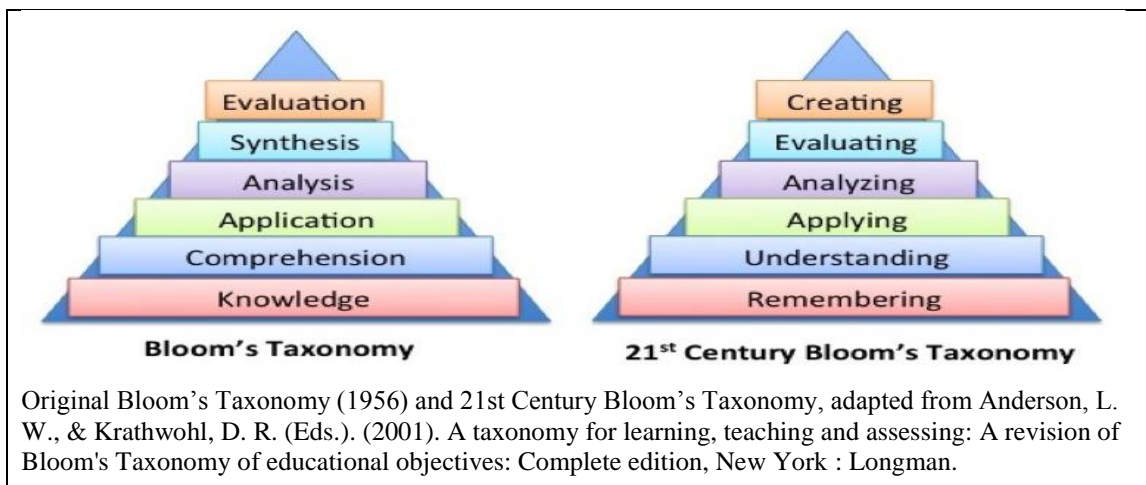 Evaluation
Synthesis
Analysis
Application
Comprehension
Knowledge
Bloom’s Taxonomy
Creating
Evaluating
Analyzing
Applying
Understanding
Remembering
21st Century Bloom’s Taxonomy
Original Bloom’s Taxonomy (1956) and 21st Century Bloom’s Taxonomy, adapted from Anderson, L.
W., & Krathwohl, D. R. (Eds.). (2001). A taxonomy for learning, teaching and assessing: A revision of
Bloom's Taxonomy of educational objectives: Complete edition, New York : Longman.